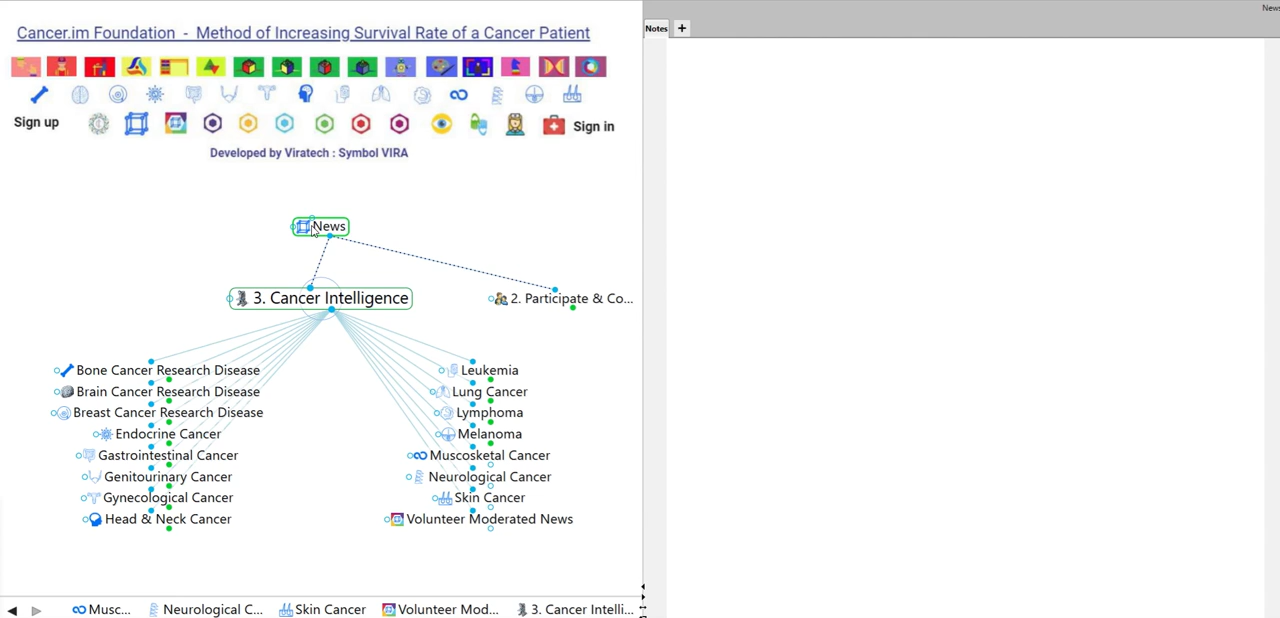 News
Cancer.im Foundation - Method of Increasing Survival Rate of a Cancer Patient
Notes +
Sign up
Sign in
Developed by Viratech : Symbol VIRA
News
3. Cancer Intelligence
2. Participate & Co...
Bone Cancer Research Disease
Brain Cancer Research Disease
Breast Cancer Research Disease
Endocrine Cancer
Gastrointestinal Cancer
Genitourinary Cancer
Gynecological Cancer
Head & Neck Cancer
Leukemia
Lung Cancer
Lymphoma
Melanoma
Muscosketal Cancer
Neurological Cancer
Skin Cancer
Volunteer Moderated News
Musc... Neurological C... Skin Cancer Volunteer Mod... 3. Cancer Intelli...